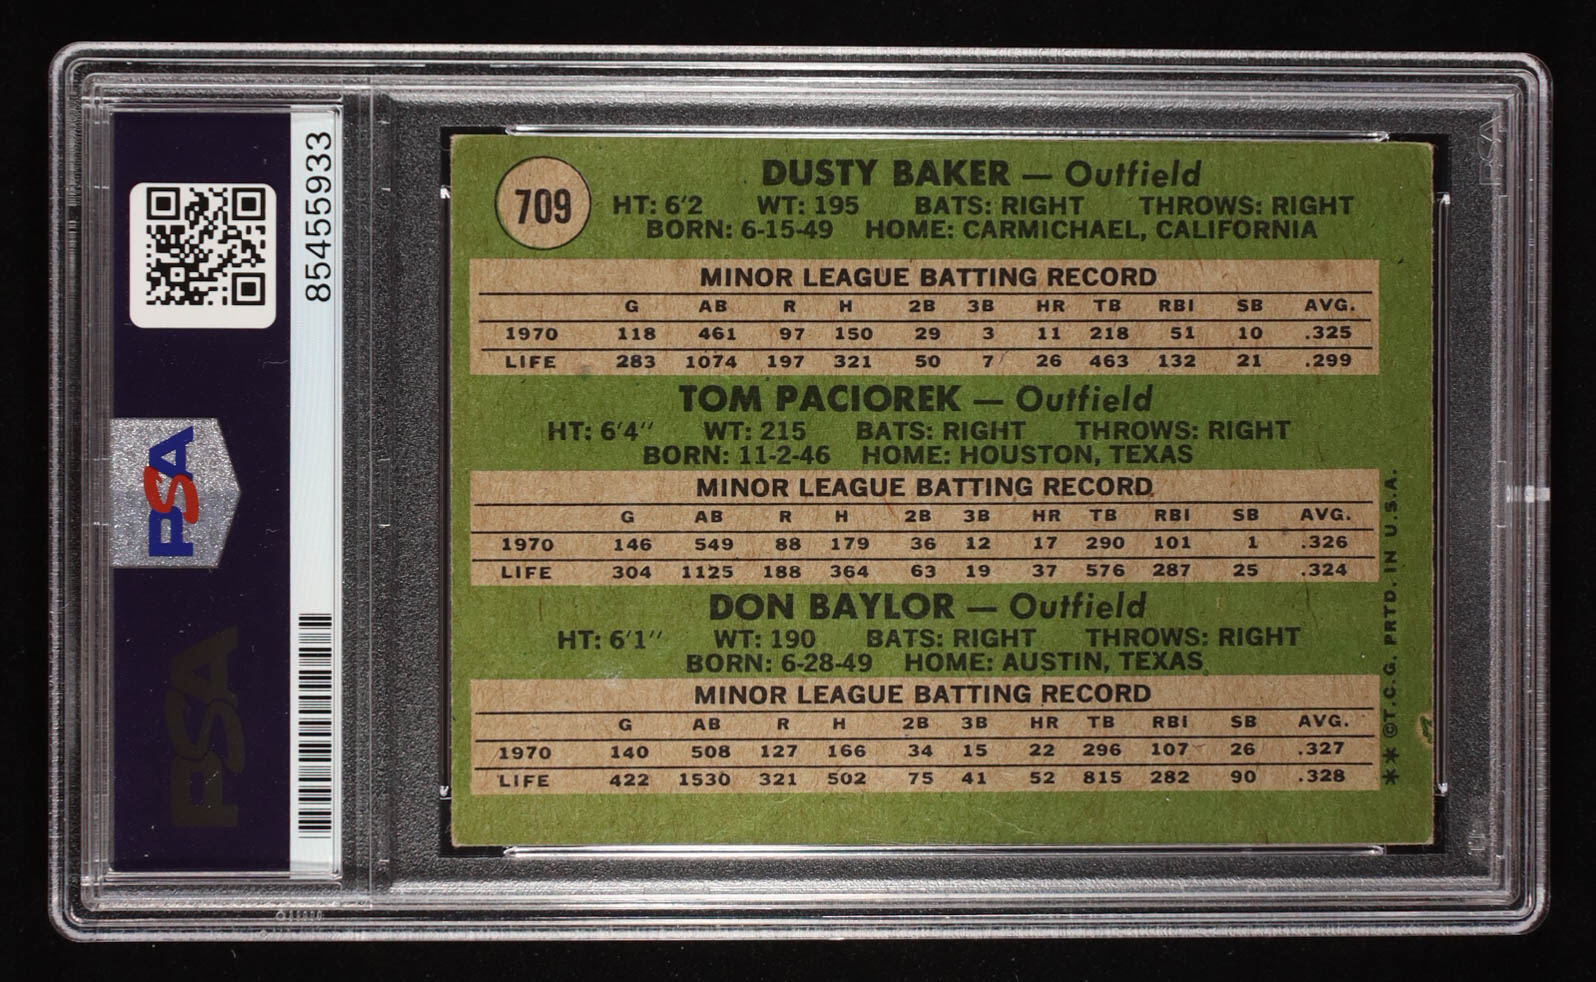 709
DUSTY BAKER — Outfield
HT: 6'2 WT: 195 BATS: RIGHT THROWS: RIGHT
BORN: 6-15-49 HOME: CARMICHAEL, CALIFORNIA
MINOR LEAGUE BATTING RECORD
G AB R H 2B 3B HR TB RBI SB AVG.
1970 118 461 97 150 29 3 11 218 51 10 .325
LIFE 283 1074 197 321 50 7 26 463 132 21 .299
TOM PACIOREK — Outfield
HT: 6'4" WT: 215 BATS: RIGHT THROWS: RIGHT
BORN: 11-2-46 HOME: HOUSTON, TEXAS
MINOR LEAGUE BATTING RECORD
G AB R H 2B 3B HR TB RBI SB AVG.
1970 146 549 88 179 36 12 17 290 101 1 .326
LIFE 304 1125 188 364 63 19 37 576 287 25 .324
DON BAYLOR — Outfield
HT: 6'1" WT: 190 BATS: RIGHT THROWS: RIGHT
BORN: 6-28-49 HOME: AUSTIN, TEXAS
MINOR LEAGUE BATTING RECORD
G AB R H 2B 3B HR TB RBI SB AVG.
1970 140 508 127 166 34 15 22 296 107 26 .327
LIFE 422 1530 321 502 75 41 52 815 282 90 .328
** ©T.C.G. PRTD. IN U.S.A.
85455933
PSA
PSA